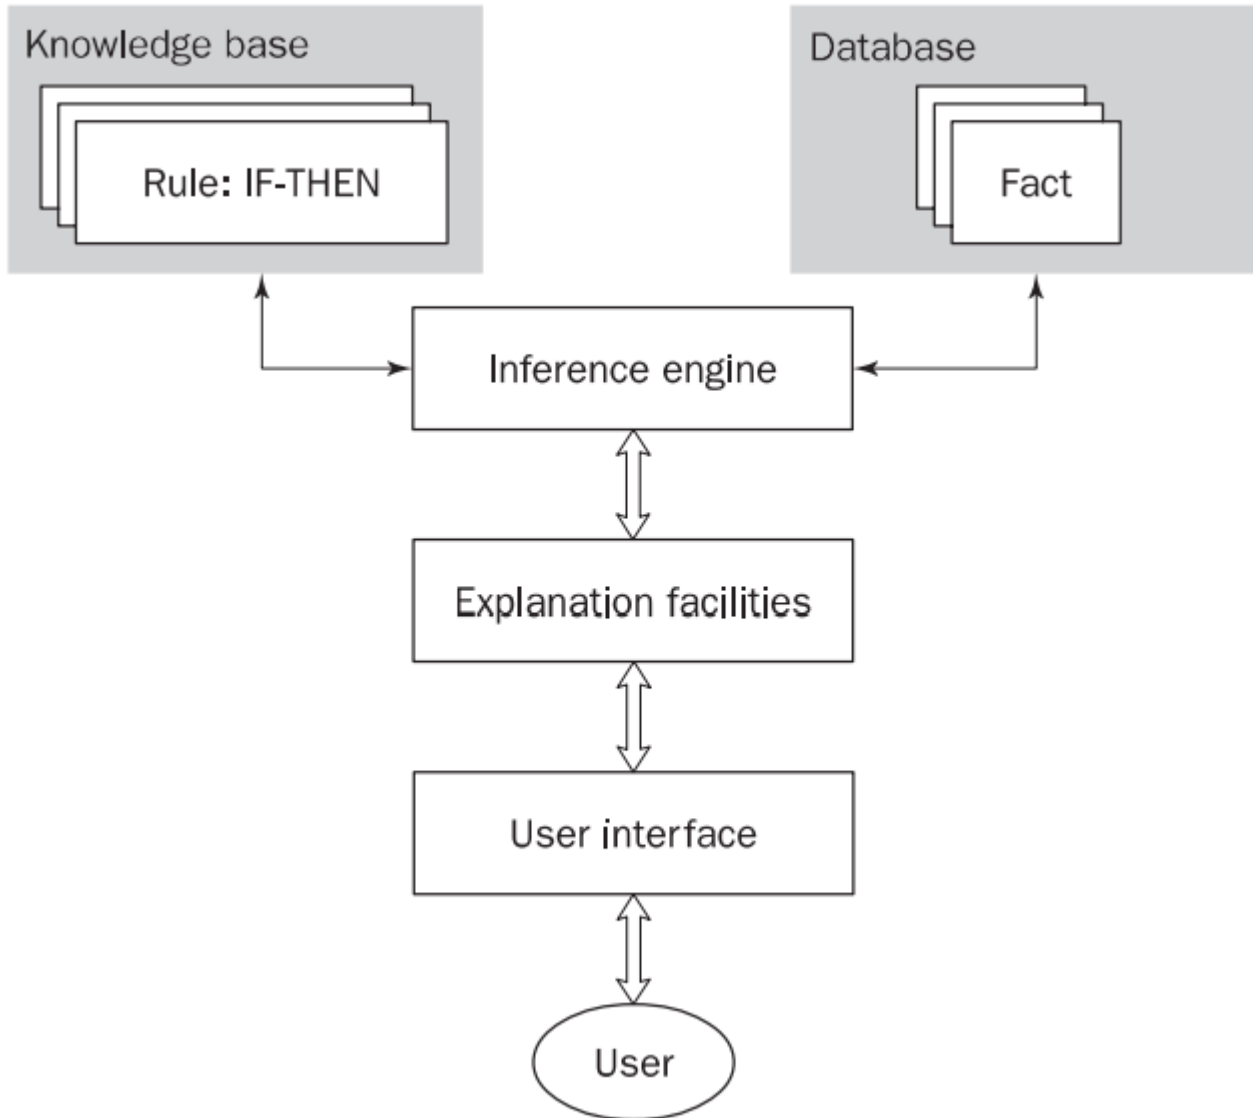 Knowledge base
Database
Rule: IF-THEN
Fact
Inference engine
Explanation facilities
User interface
User